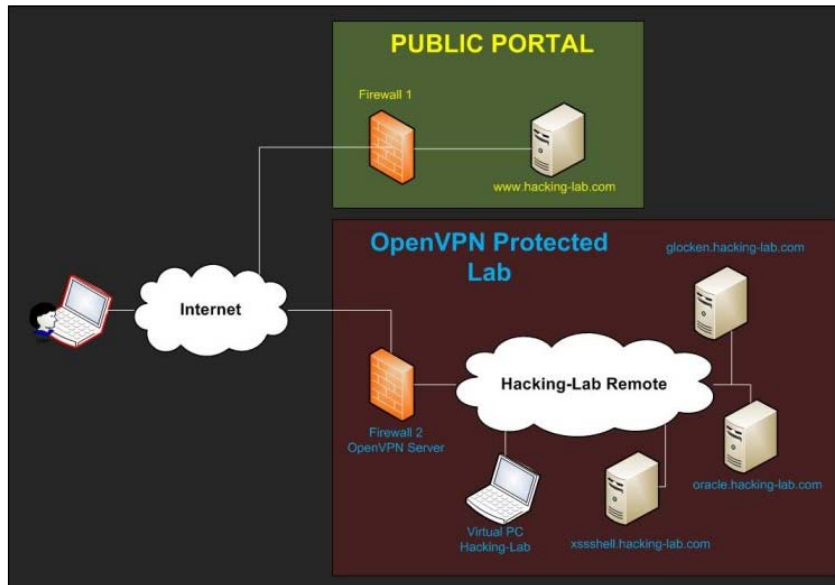 PUBLIC PORTAL
Firewall 1
www.hacking-lab.com
OpenVPN Protected
Lab
glocken.hacking-lab.com
Internet
Hacking-Lab Remote
Firewall 2
OpenVPN Server
oracle.hacking-lab.com
Virtual PC
Hacking-Lab
xssshell.hacking-lab.com